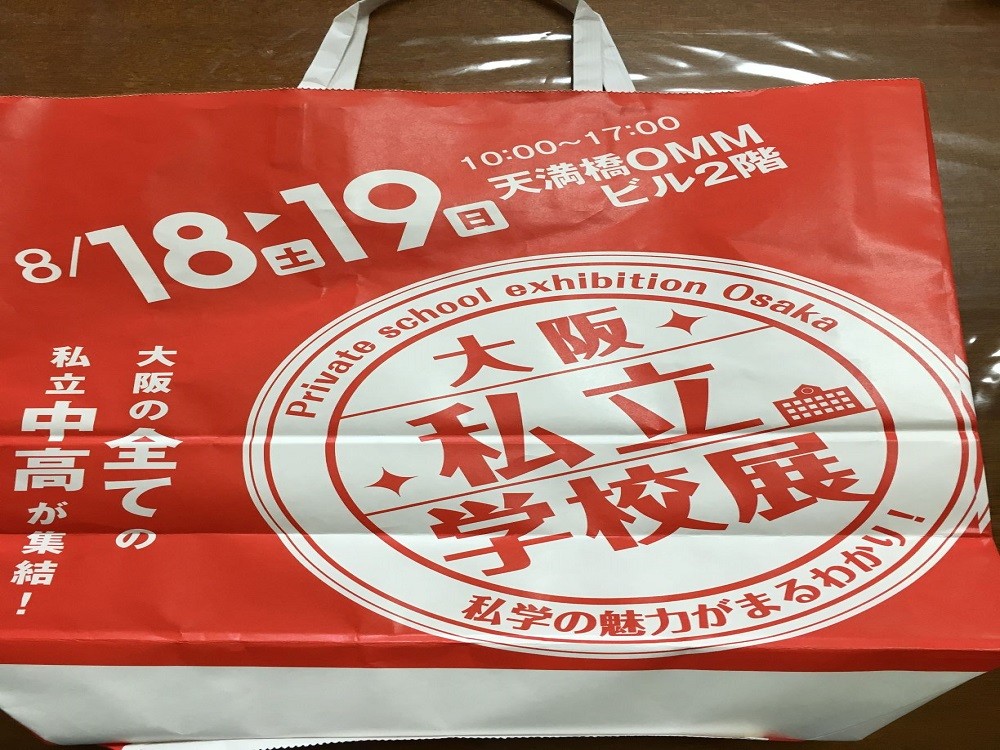 10:00~17:00
天満橋OMM
ビル2階
8/18土▶19日
Private school exhibition Osaka
大阪
私立
学校展
私学の魅力がまるわかり!
大阪の全ての
私立中高が集結!